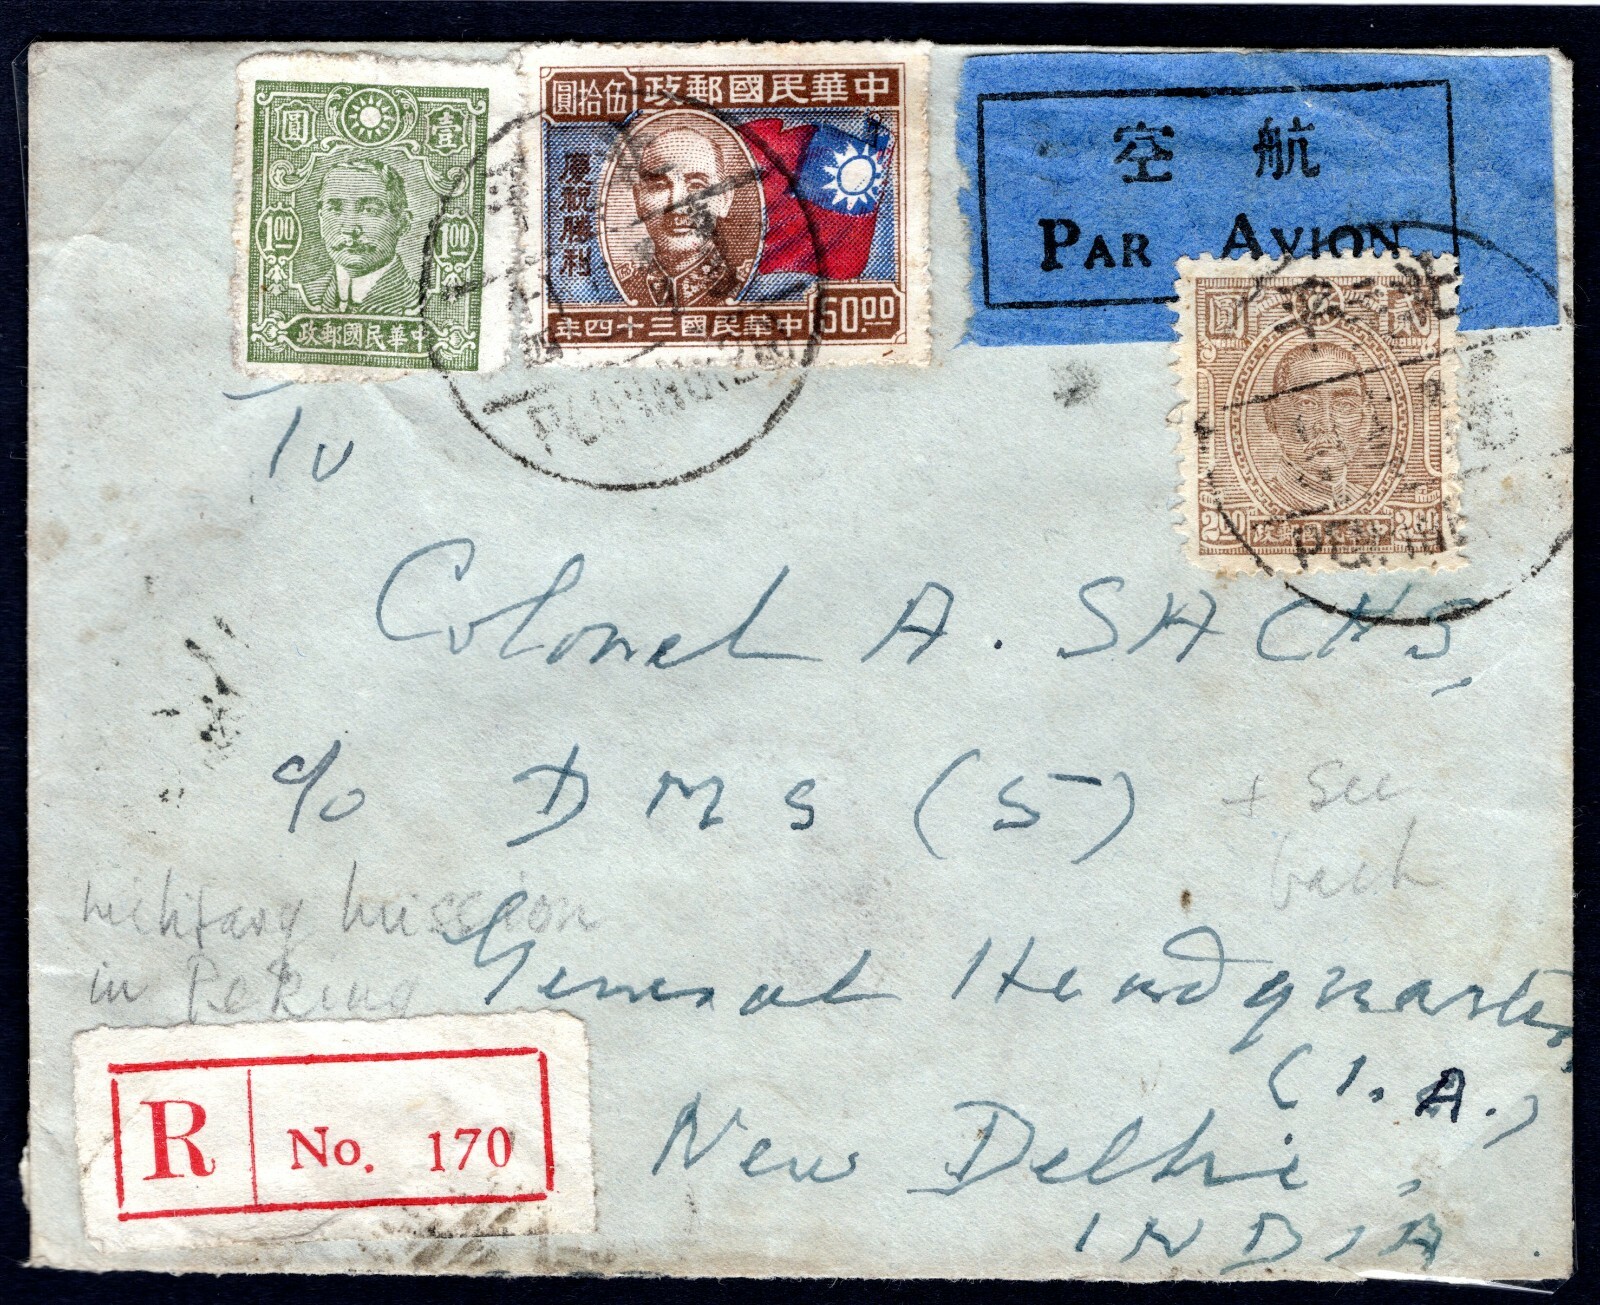 圓 壹
1.00 1.00
政郵國民華中
圓拾伍 政郵國民華中
慶祝勝利
年四十三國民華中 50.00
空 航
PAR AVION
圓 貳
2.00 2.00
政郵國民華中
平北
To
Colonel A. SACHS,
c/o D M S (5)
+ see
back
military mission
in Peking
General Headquarters
(I. A.)
New Delhi,
INDIA.
R No. 170